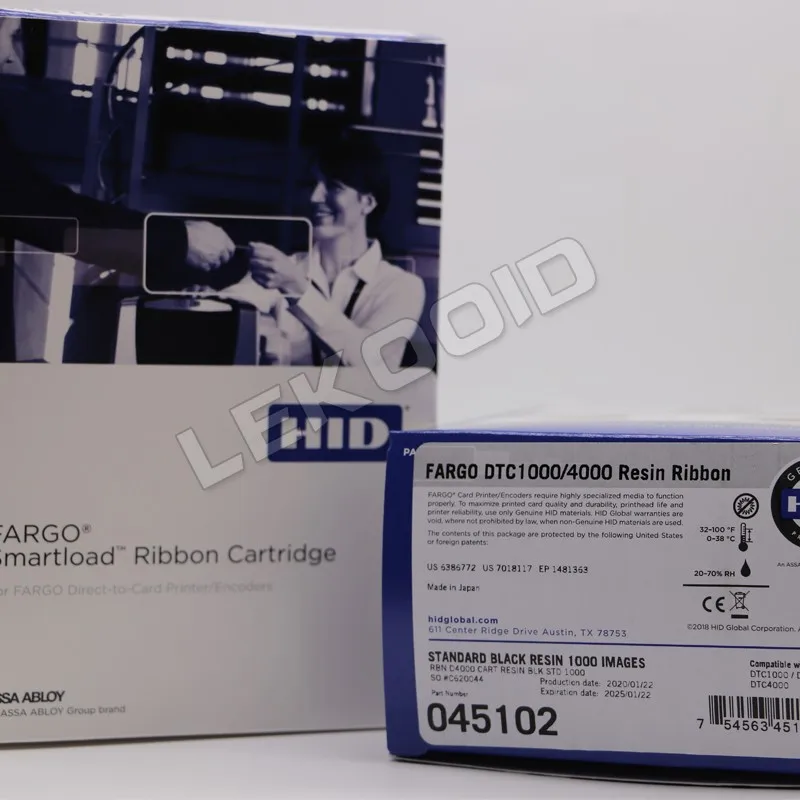 LEKOOID
HID
FARGO®
Smartload™ Ribbon Cartridge
for FARGO Direct-to-Card Printer/Encoders
ASSA ABLOY
ASSA ABLOY Group brand
PA
FARGO DTC1000/4000 Resin Ribbon
FARGO® Card Printer/Encoders require highly specialized media to function
properly. To maximize printed card quality and durability, printhead life and
printer reliability, use only Genuine HID materials. HID Global warranties are
void, where not prohibited by law, when non-Genuine HID materials are used.
The contents of this package are protected by the following United States
or foreign patents:
US 6386772 US 7018117 EP 1481363
Made in Japan
hidglobal.com
611 Center Ridge Drive Austin, TX 78753
32-100 °F
0-38 °C
20-70% RH
CE
©2018 HID Global Corporation.
STANDARD BLACK RESIN 1000 IMAGES
RBN D4000 CART RESIN BLK STD 1000
SO #C620044
Production date: 2020/01/22
Expiration date: 2025/01/22
Part Number
045102
Compatible w
DTC1000 / D
DTC4000
7 54563 451